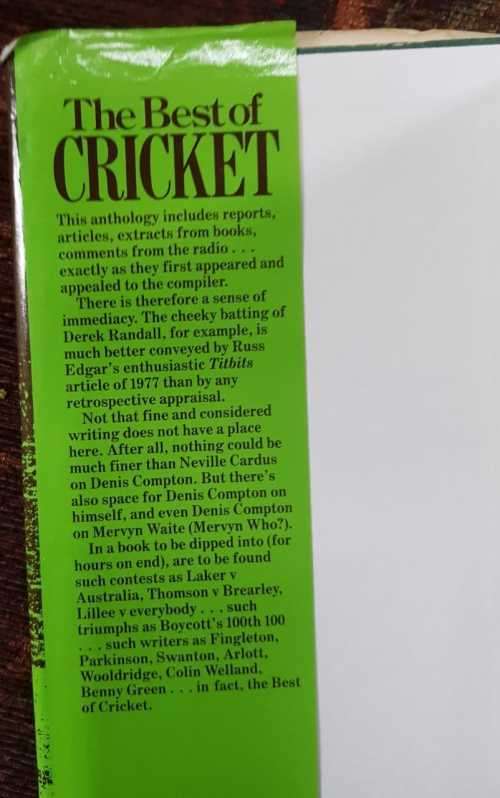 The Best of
CRICKET
This anthology includes reports,
articles, extracts from books,
comments from the radio . . .
exactly as they first appeared and
appealed to the compiler.
There is therefore a sense of
immediacy. The cheeky batting of
Derek Randall, for example, is
much better conveyed by Russ
Edgar's enthusiastic Titbits
article of 1977 than by any
retrospective appraisal.
Not that fine and considered
writing does not have a place
here. After all, nothing could be
much finer than Neville Cardus
on Denis Compton. But there's
also space for Denis Compton on
himself, and even Denis Compton
on Mervyn Waite (Mervyn Who?).
In a book to be dipped into (for
hours on end), are to be found
such contests as Laker v
Australia, Thomson v Brearley,
Lillee v everybody . . . such
triumphs as Boycott's 100th 100
. . . such writers as Fingleton,
Parkinson, Swanton, Arlott,
Wooldridge, Colin Welland,
Benny Green . . . in fact, the Best
of Cricket.